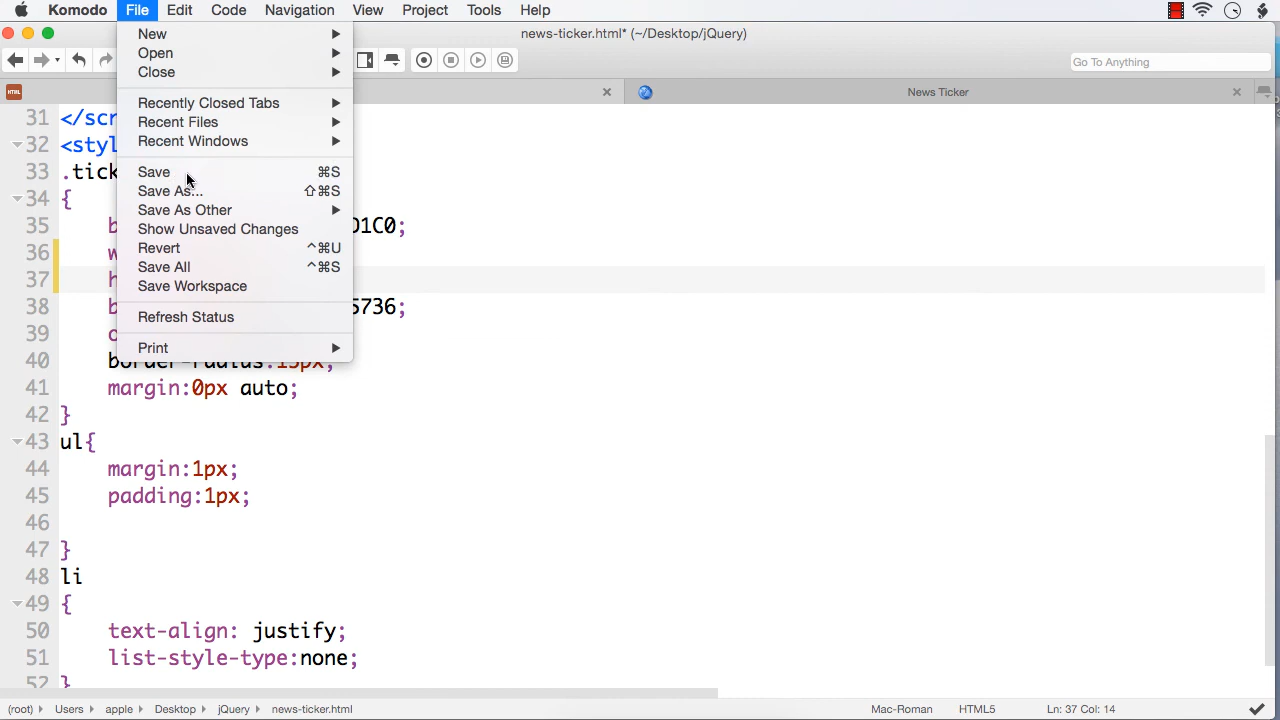 Komodo File Edit Code Navigation View Project Tools Help
news-ticker.html* (~/Desktop/jQuery)
Go To Anything
News Ticker
New
Open
Close
Recently Closed Tabs
Recent Files
Recent Windows
Save ⌘S
Save As... ⇧⌘S
Save As Other
Show Unsaved Changes
Revert ^⌘U
Save All ^⌘S
Save Workspace
Refresh Status
Print
31 </scr
32 <styl
33 .tick
34 {
35 b D1C0;
36 w
37 h
38 b 5736;
39 o
40 border-radius:15px;
41 margin:0px auto;
42 }
43 ul{
44 margin:1px;
45 padding:1px;
46
47 }
48 li
49 {
50 text-align: justify;
51 list-style-type:none;
52 }
(root) Users apple Desktop jQuery news-ticker.html Mac-Roman HTML5 Ln: 37 Col: 14